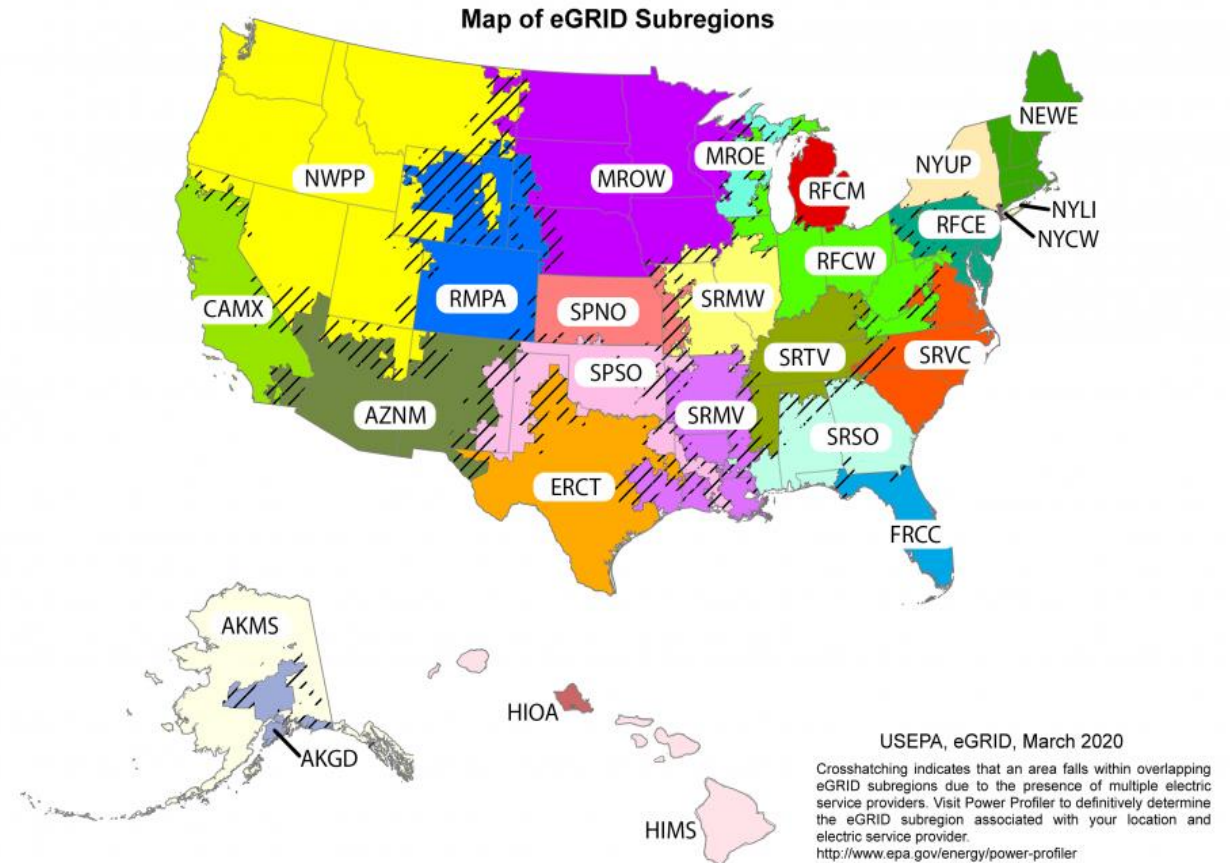 Map of eGRID Subregions
NEWE
MROE
NYUP
NWPP
MROW
RFCM
NYLI
RFCE
NYCW
RFCW
RMPA
SRMW
CAMX
SPNO
SRTV
SRVC
SPSO
AZNM
SRMV
SRSO
ERCT
FRCC
AKMS
HIOA
AKGD
HIMS
USEPA, eGRID, March 2020
Crosshatching indicates that an area falls within overlapping
eGRID subregions due to the presence of multiple electric
service providers. Visit Power Profiler to definitively determine
the eGRID subregion associated with your location and
electric service provider.
http://www.epa.gov/energy/power-profiler